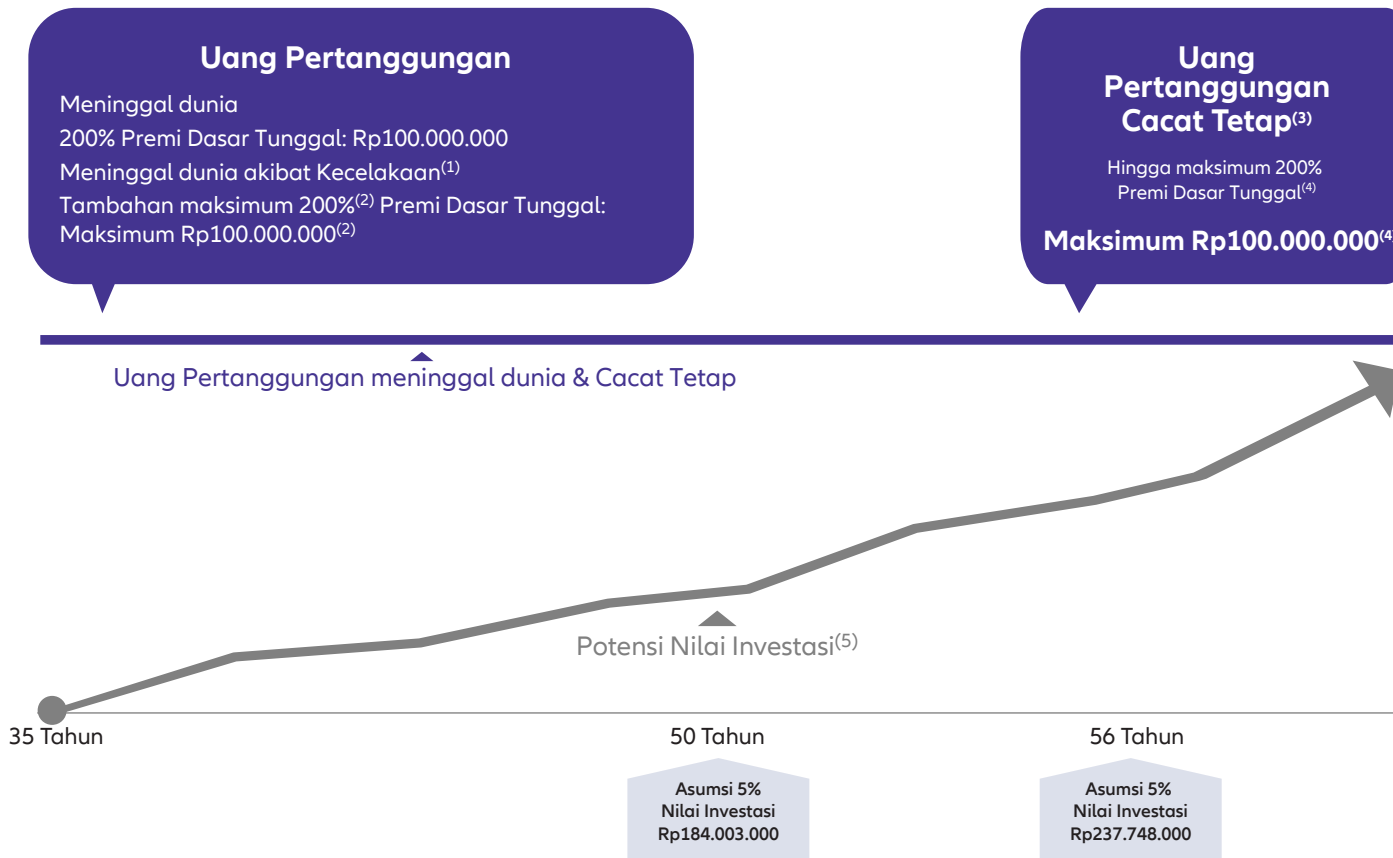 Uang Pertanggungan
Meninggal dunia
200% Premi Dasar Tunggal: Rp100.000.000
Meninggal dunia akibat Kecelakaan(1)
Tambahan maksimum 200%(2) Premi Dasar Tunggal:
Maksimum Rp100.000.000(2)
Uang
Pertanggungan
Cacat Tetap(3)
Hingga maksimum 200%
Premi Dasar Tunggal(4)
Maksimum Rp100.000.000(4)
Uang Pertanggungan meninggal dunia & Cacat Tetap
Potensi Nilai Investasi(5)
35 Tahun
50 Tahun
56 Tahun
Asumsi 5%
Nilai Investasi
Rp184.003.000
Asumsi 5%
Nilai Investasi
Rp237.748.000